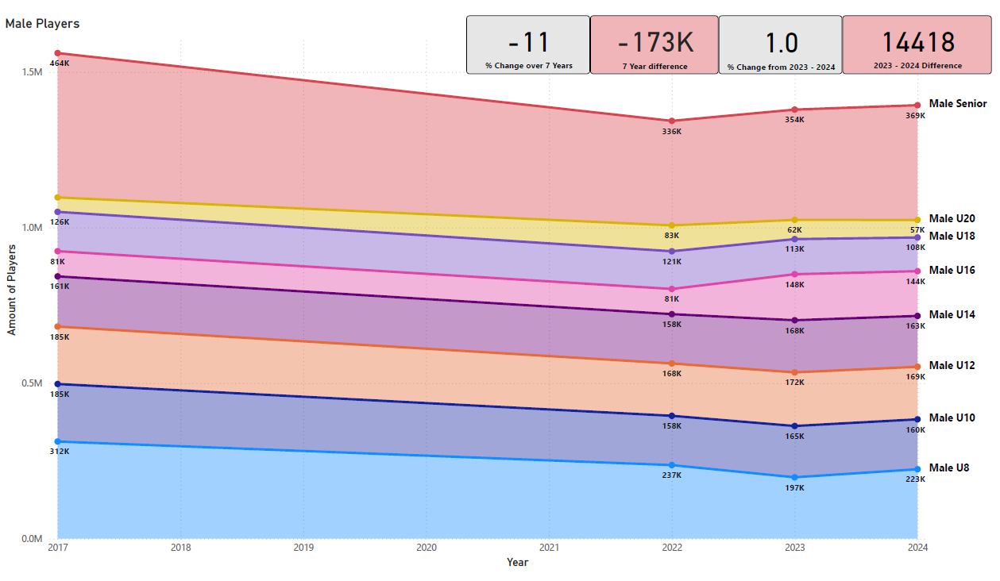 Male Players
-11
% Change over 7 Years
-173K
7 Year difference
1.0
% Change from 2023 - 2024
14418
2023 - 2024 Difference
1.5M
1.0M
0.5M
0.0M
Amount of Players
464K
126K
81K
161K
185K
185K
312K
336K
83K
121K
81K
158K
168K
158K
237K
354K
62K
113K
148K
168K
172K
165K
197K
369K
57K
108K
144K
163K
169K
160K
223K
Male Senior
Male U20
Male U18
Male U16
Male U14
Male U12
Male U10
Male U8
2017 2018 2019 2020 2021 2022 2023 2024
Year